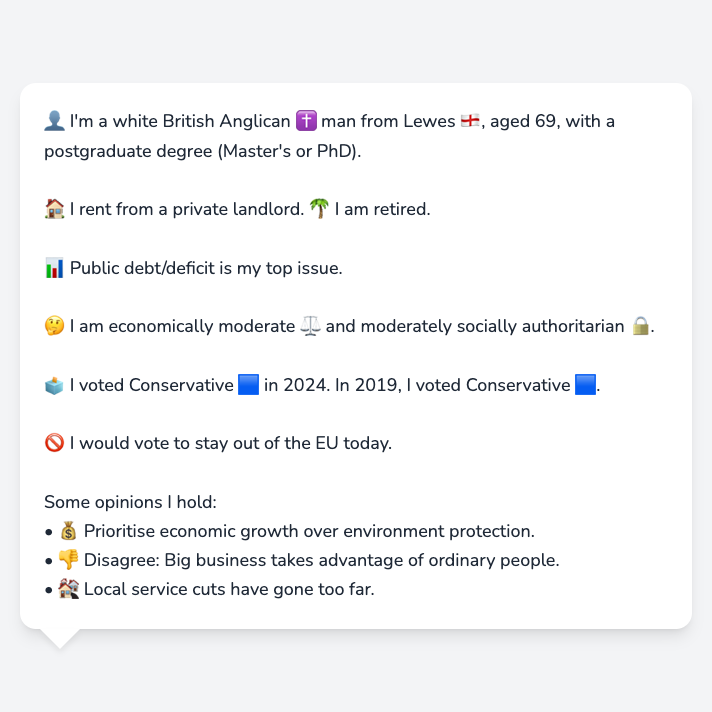 👤 I'm a white British Anglican ✝️ man from Lewes 🏴󠁧󠁢󠁥󠁮󠁧󠁿, aged 69, with a
postgraduate degree (Master's or PhD).
🏠 I rent from a private landlord. 🌴 I am retired.
📊 Public debt/deficit is my top issue.
🤔 I am economically moderate ⚖️ and moderately socially authoritarian 🔒.
🗳️ I voted Conservative 🟦 in 2024. In 2019, I voted Conservative 🟦.
🚫 I would vote to stay out of the EU today.
Some opinions I hold:
• 💰 Prioritise economic growth over environment protection.
• 👎 Disagree: Big business takes advantage of ordinary people.
• 🏚️ Local service cuts have gone too far.